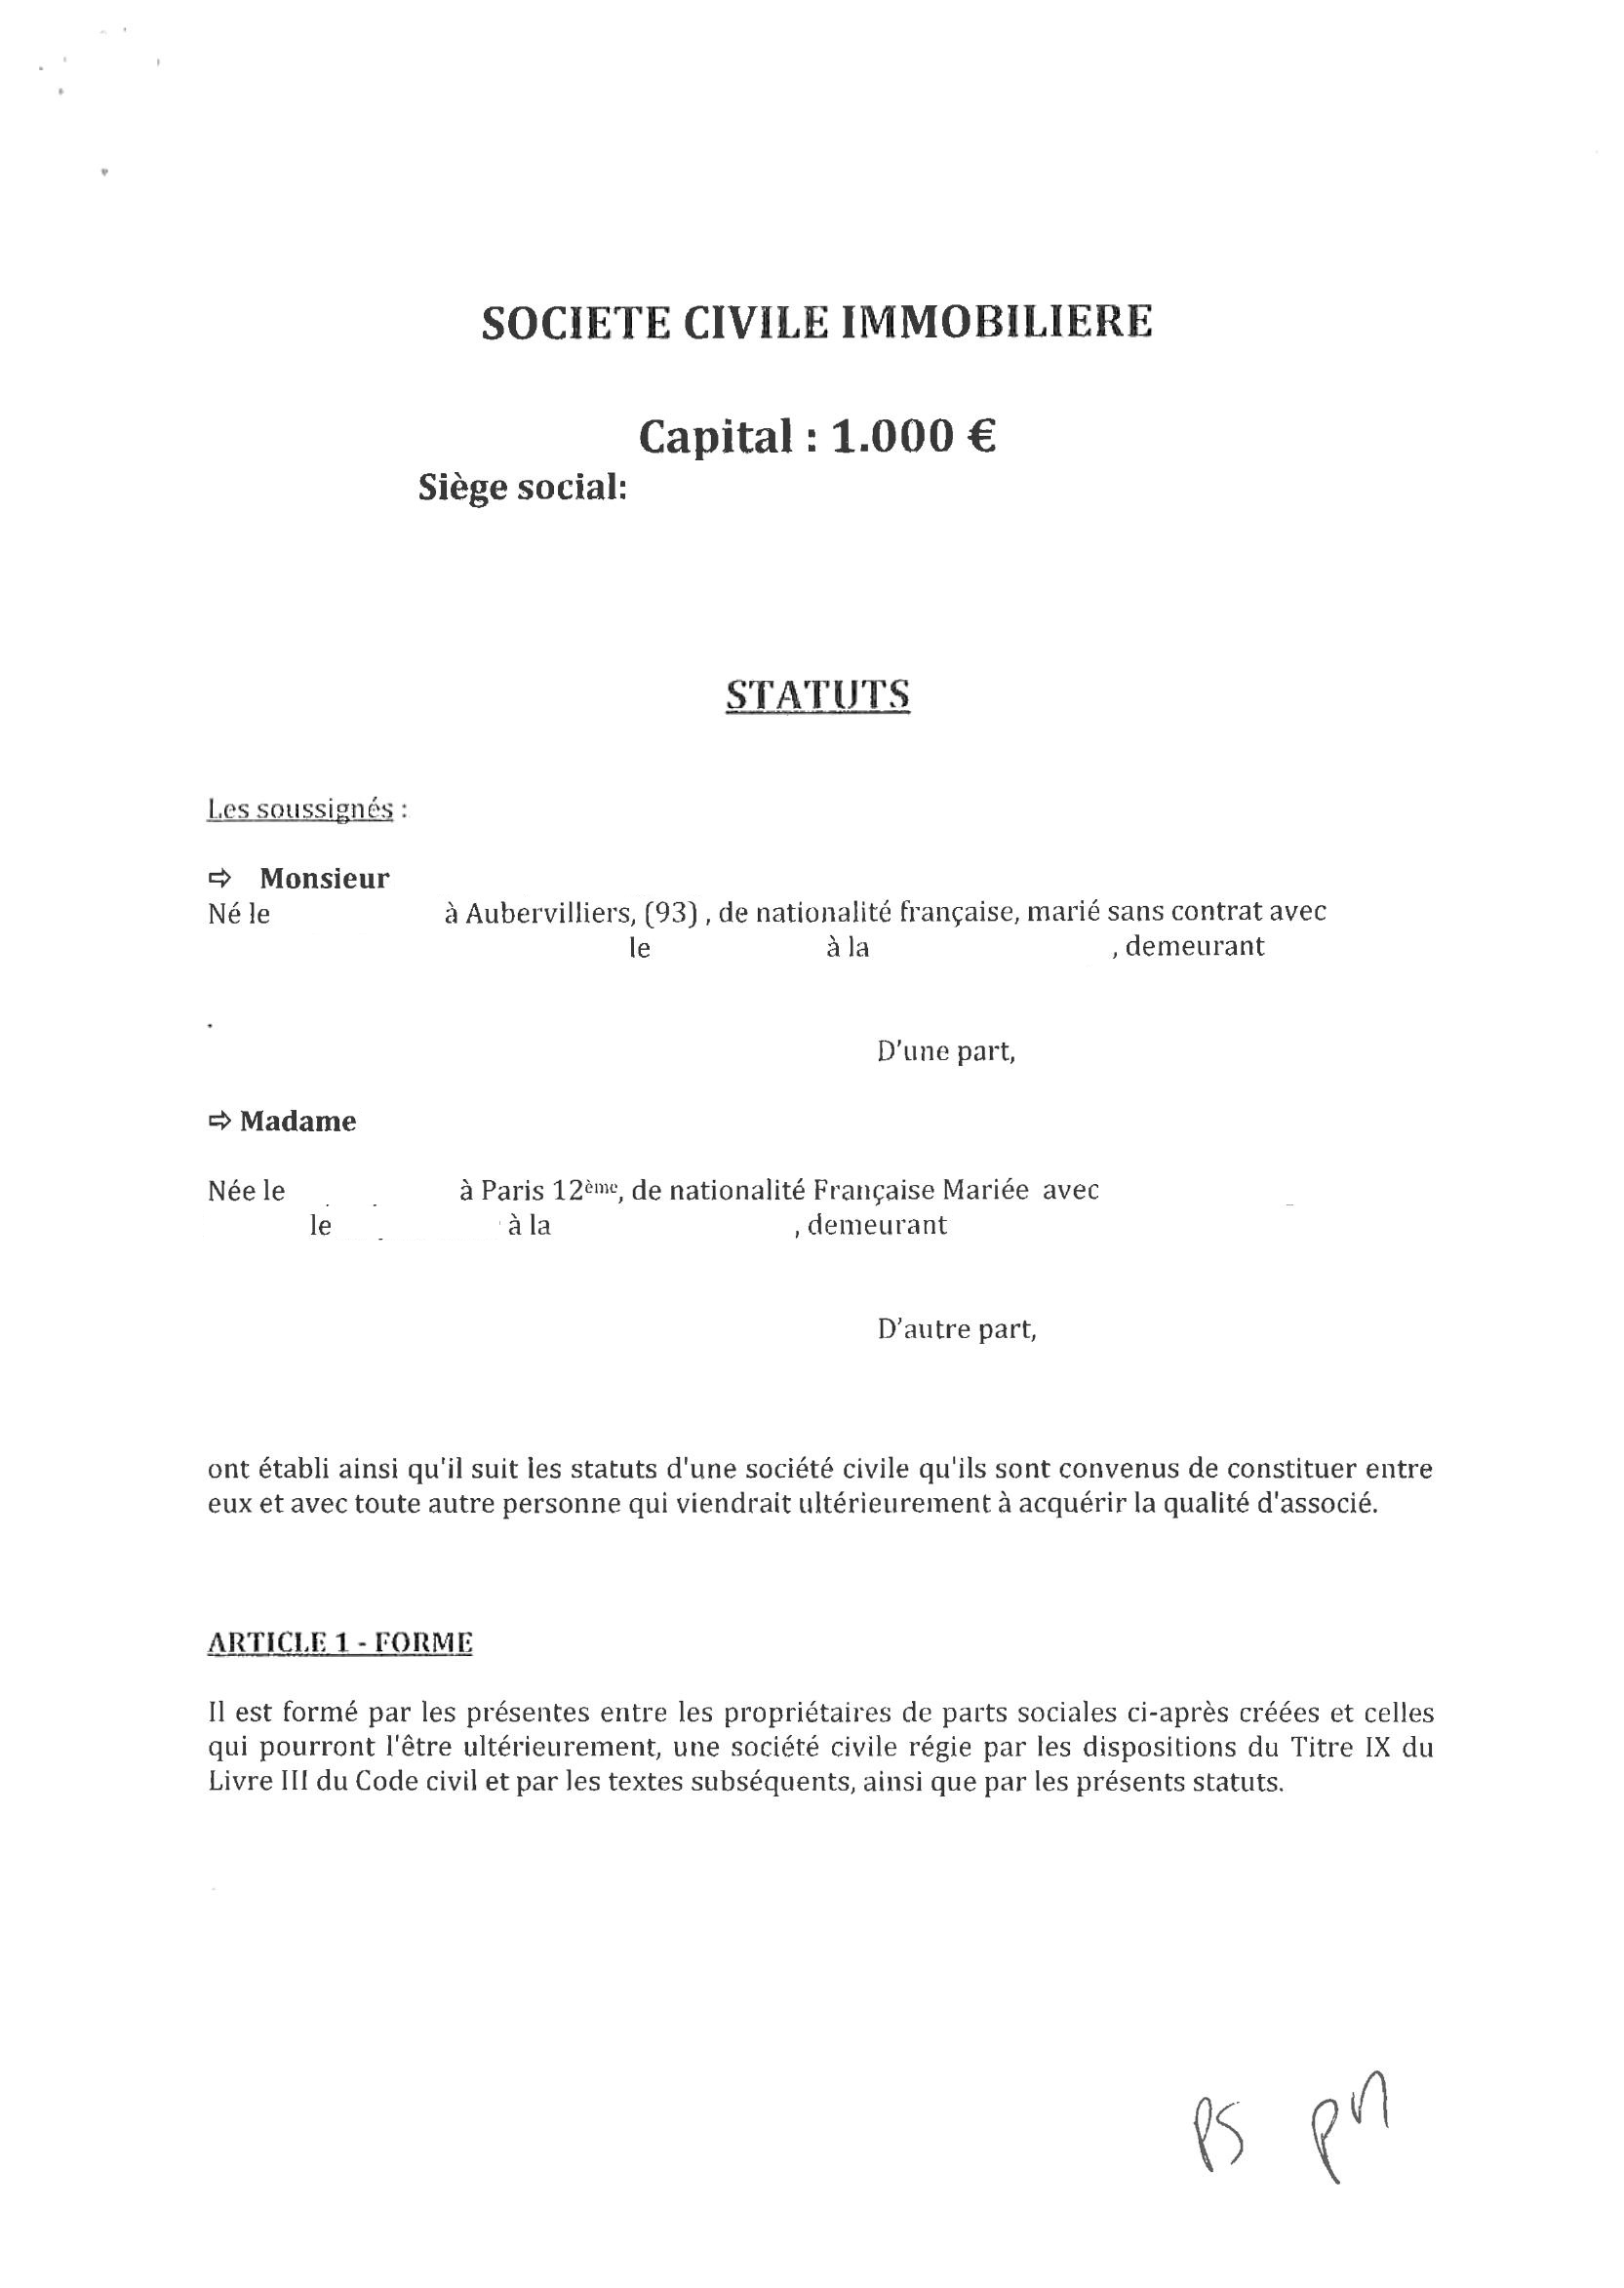 SOCIETE CIVILE IMMOBILIERE
Capital : 1.000 €
Siège social:
STATUTS
Les soussignés :
⇨ Monsieur
Né le à Aubervilliers, (93) , de nationalité française, marié sans contrat avec
le à la , demeurant
.
D'une part,
⇨ Madame
Née le à Paris 12ème, de nationalité Française Mariée avec
le à la , demeurant
D'autre part,
ont établi ainsi qu'il suit les statuts d'une société civile qu'ils sont convenus de constituer entre
eux et avec toute autre personne qui viendrait ultérieurement à acquérir la qualité d'associé.
ARTICLE 1 - FORME
Il est formé par les présentes entre les propriétaires de parts sociales ci-après créées et celles
qui pourront l'être ultérieurement, une société civile régie par les dispositions du Titre IX du
Livre III du Code civil et par les textes subséquents, ainsi que par les présents statuts.
PS pn